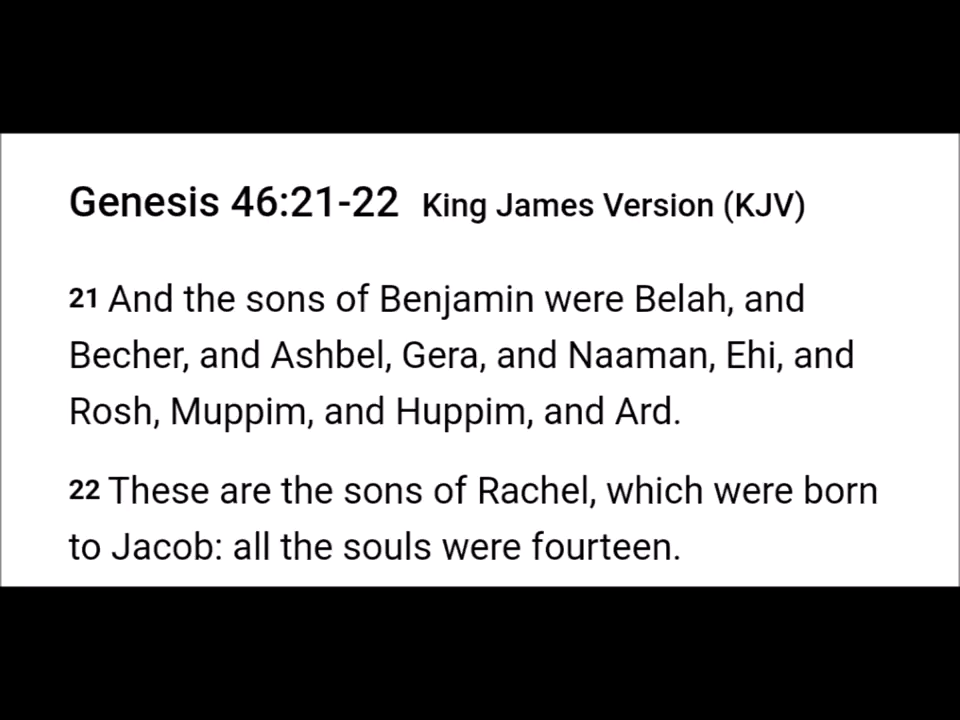 Genesis 46:21-22 King James Version (KJV)
21 And the sons of Benjamin were Belah, and
Becher, and Ashbel, Gera, and Naaman, Ehi, and
Rosh, Muppim, and Huppim, and Ard.
22 These are the sons of Rachel, which were born
to Jacob: all the souls were fourteen.